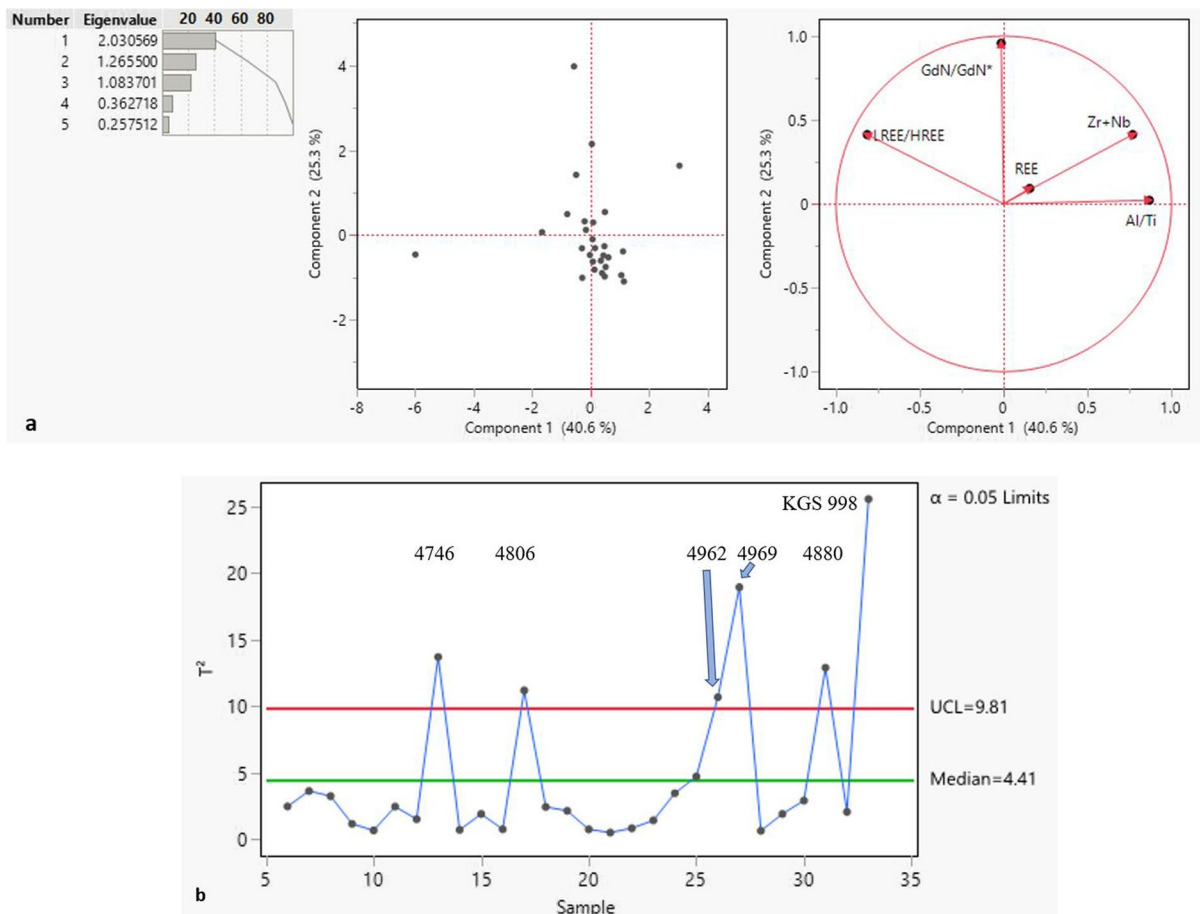 Number Eigenvalue 20 40 60 80
1 2.030569
2 1.265500
3 1.083701
4 0.362718
5 0.257512
Component 2 (25.3 %)
4
2
0
-2
-8 -6 -4 -2 0 2 4
Component 1 (40.6 %)
Component 2 (25.3 %)
1.0
0.5
0
-0.5
-1.0
GdN/GdN*
LREE/HREE
Zr+Nb
REE
Al/Ti
-1.0 -0.5 0 0.5 1.0
Component 1 (40.6 %)
a
T²
25
20
15
10
5
0
KGS 998
4746 4806 4962 4969 4880
α = 0.05 Limits
UCL=9.81
Median=4.41
5 10 15 20 25 30 35
Sample
b